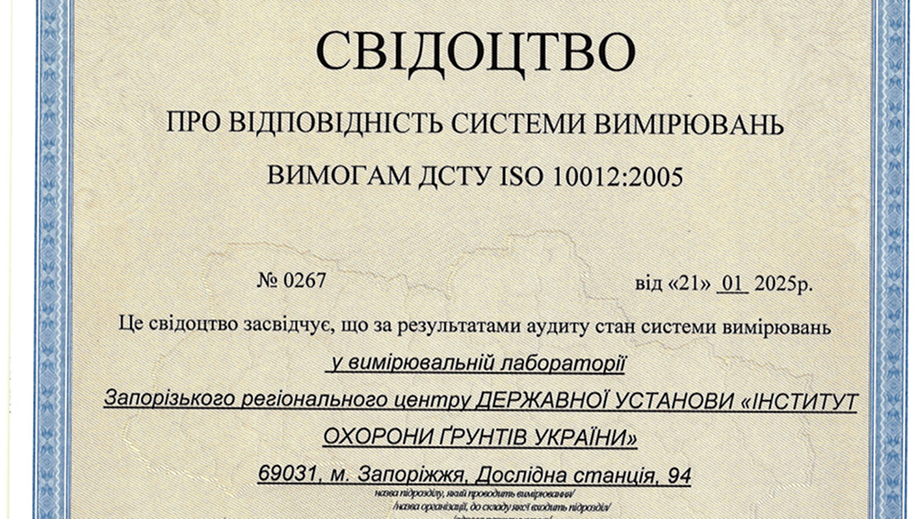 СВІДОЦТВО
ПРО ВІДПОВІДНІСТЬ СИСТЕМИ ВИМІРЮВАНЬ
ВИМОГАМ ДСТУ ISO 10012:2005
№ 0267 від «21» 01 2025р.
Це свідоцтво засвідчує, що за результатами аудиту стан системи вимірювань
у вимірювальній лабораторії
Запорізького регіонального центру ДЕРЖАВНОЇ УСТАНОВИ «ІНСТИТУТ
ОХОРОНИ ҐРУНТІВ УКРАЇНИ»
69031, м. Запоріжжя, Дослідна станція, 94
назва підрозділу, який проводить вимірювання/
/назва організації, до складу якої входить підрозділ/